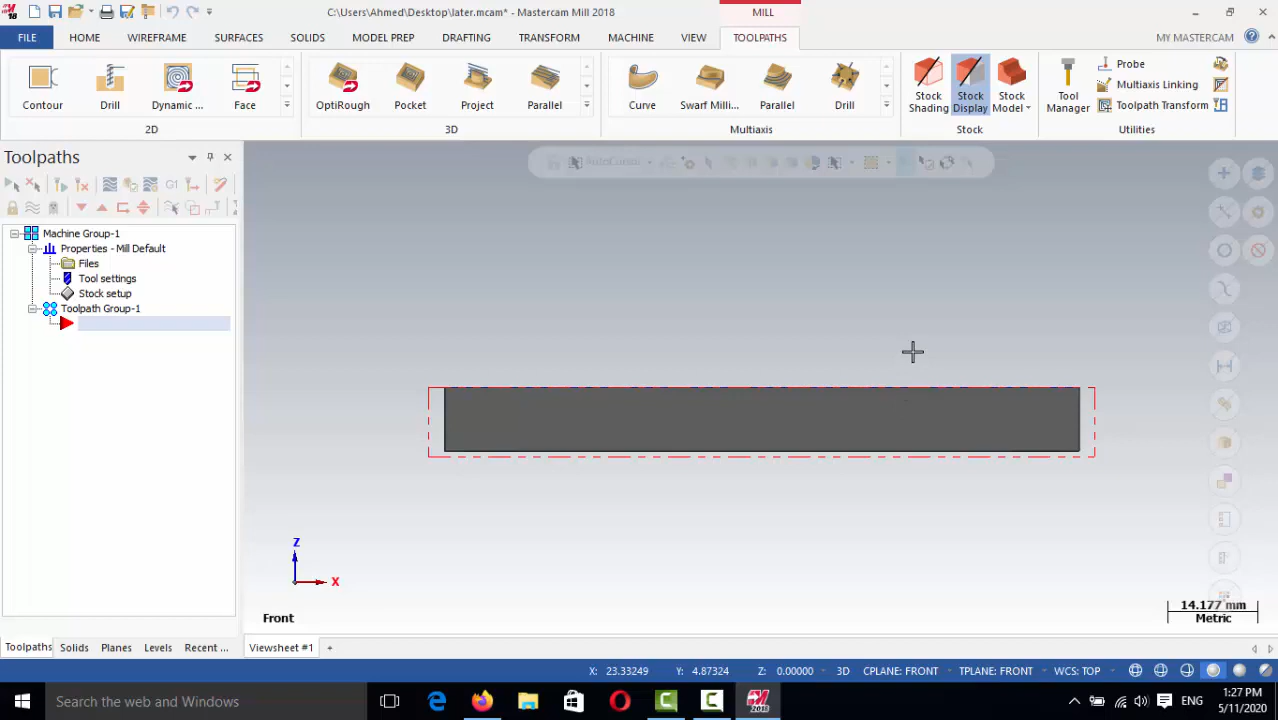 C:\Users\Ahmed\Desktop\later.mcam* - Mastercam Mill 2018
MILL
FILE
HOME
WIREFRAME
SURFACES
SOLIDS
MODEL PREP
DRAFTING
TRANSFORM
MACHINE
VIEW
TOOLPATHS
MY MASTERCAM
Contour
Drill
Dynamic ...
Face
2D
OptiRough
Pocket
Project
Parallel
3D
Curve
Swarf Milli...
Parallel
Drill
Multiaxis
Stock Shading
Stock Display
Stock Model
Stock
Tool Manager
Probe
Multiaxis Linking
Toolpath Transform
Utilities
Toolpaths
G1
AutoCursor
Machine Group-1
Properties - Mill Default
Files
Tool settings
Stock setup
Toolpath Group-1
Z
X
Front
14.177 mm
Metric
Toolpaths
Solids
Planes
Levels
Recent ...
Viewsheet #1
+
X: 23.33249
Y: 4.87324
Z: 0.00000
3D
CPLANE: FRONT
TPLANE: FRONT
WCS: TOP
Search the web and Windows
2018
ENG
1:27 PM
5/11/2020